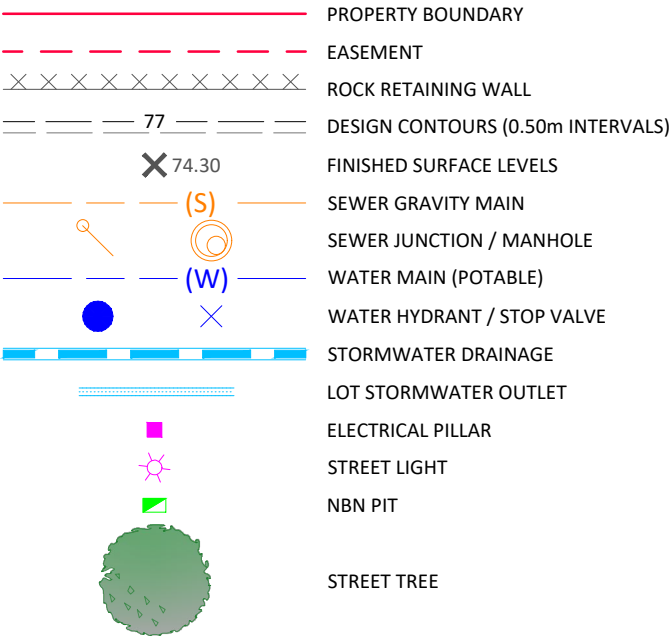 PROPERTY BOUNDARY
EASEMENT
ROCK RETAINING WALL
77 DESIGN CONTOURS (0.50m INTERVALS)
74.30 FINISHED SURFACE LEVELS
(S) SEWER GRAVITY MAIN
SEWER JUNCTION / MANHOLE
(W) WATER MAIN (POTABLE)
WATER HYDRANT / STOP VALVE
STORMWATER DRAINAGE
LOT STORMWATER OUTLET
ELECTRICAL PILLAR
STREET LIGHT
NBN PIT
STREET TREE